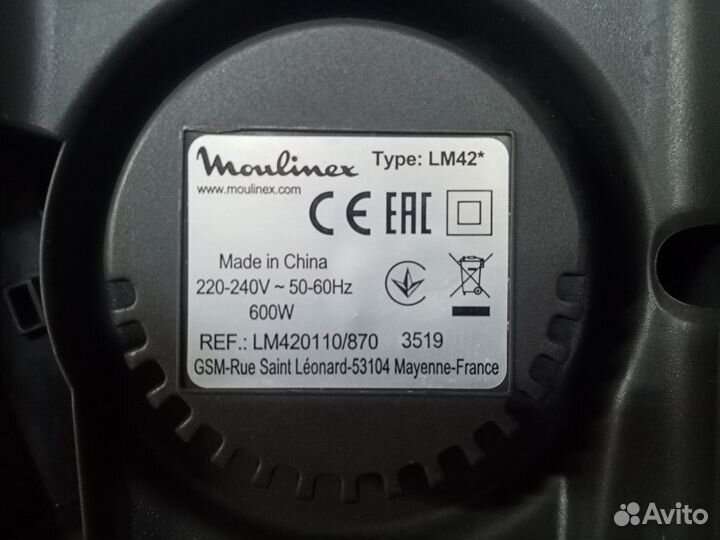 Moulinex Type: LM42*
www.moulinex.com
CE EAC
Made in China
220-240V ~ 50-60Hz
600W
REF.: LM420110/870 3519
GSM-Rue Saint Léonard-53104 Mayenne-France
Avito